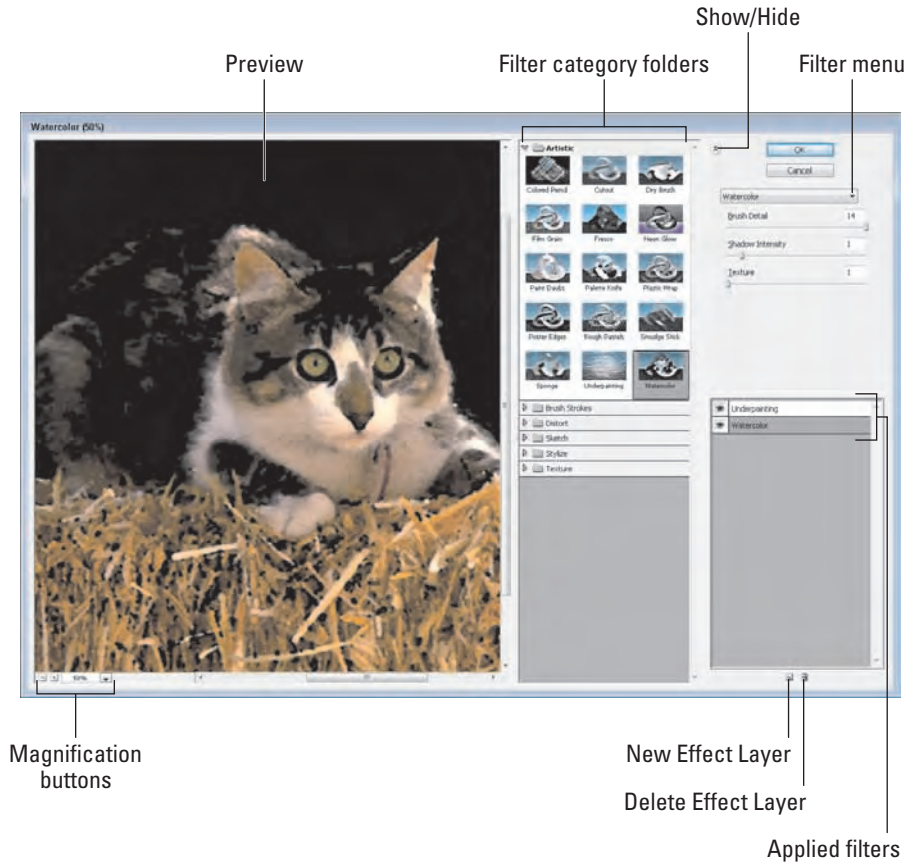 Show/Hide
Preview
Filter category folders
Filter menu
Watercolor (50%)
Artistic
OK
Cancel
Colored Pencil
Cutout
Dry Brush
Watercolor
Brush Detail
14
Film Grain
Fresco
Neon Glow
Shadow Intensity
1
Texture
1
Paint Daubs
Palette Knife
Plastic Wrap
Poster Edges
Rough Pastels
Smudge Stick
Sponge
Underpainting
Watercolor
Brush Strokes
Distort
Sketch
Stylize
Texture
Underpainting
Watercolor
50%
Magnification
buttons
New Effect Layer
Delete Effect Layer
Applied filters